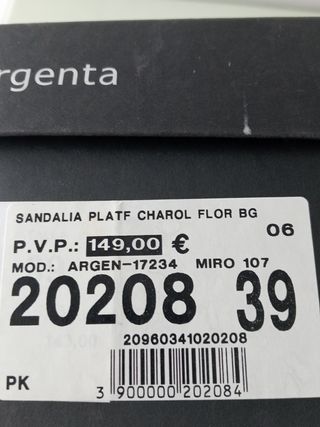 rgenta
SANDALIA PLATF CHAROL FLOR BG
06
P.V.P.: 149,00 €
MOD.: ARGEN-17234 MIRO 107
20208 39
20960341020208
PK
3 900000 202084